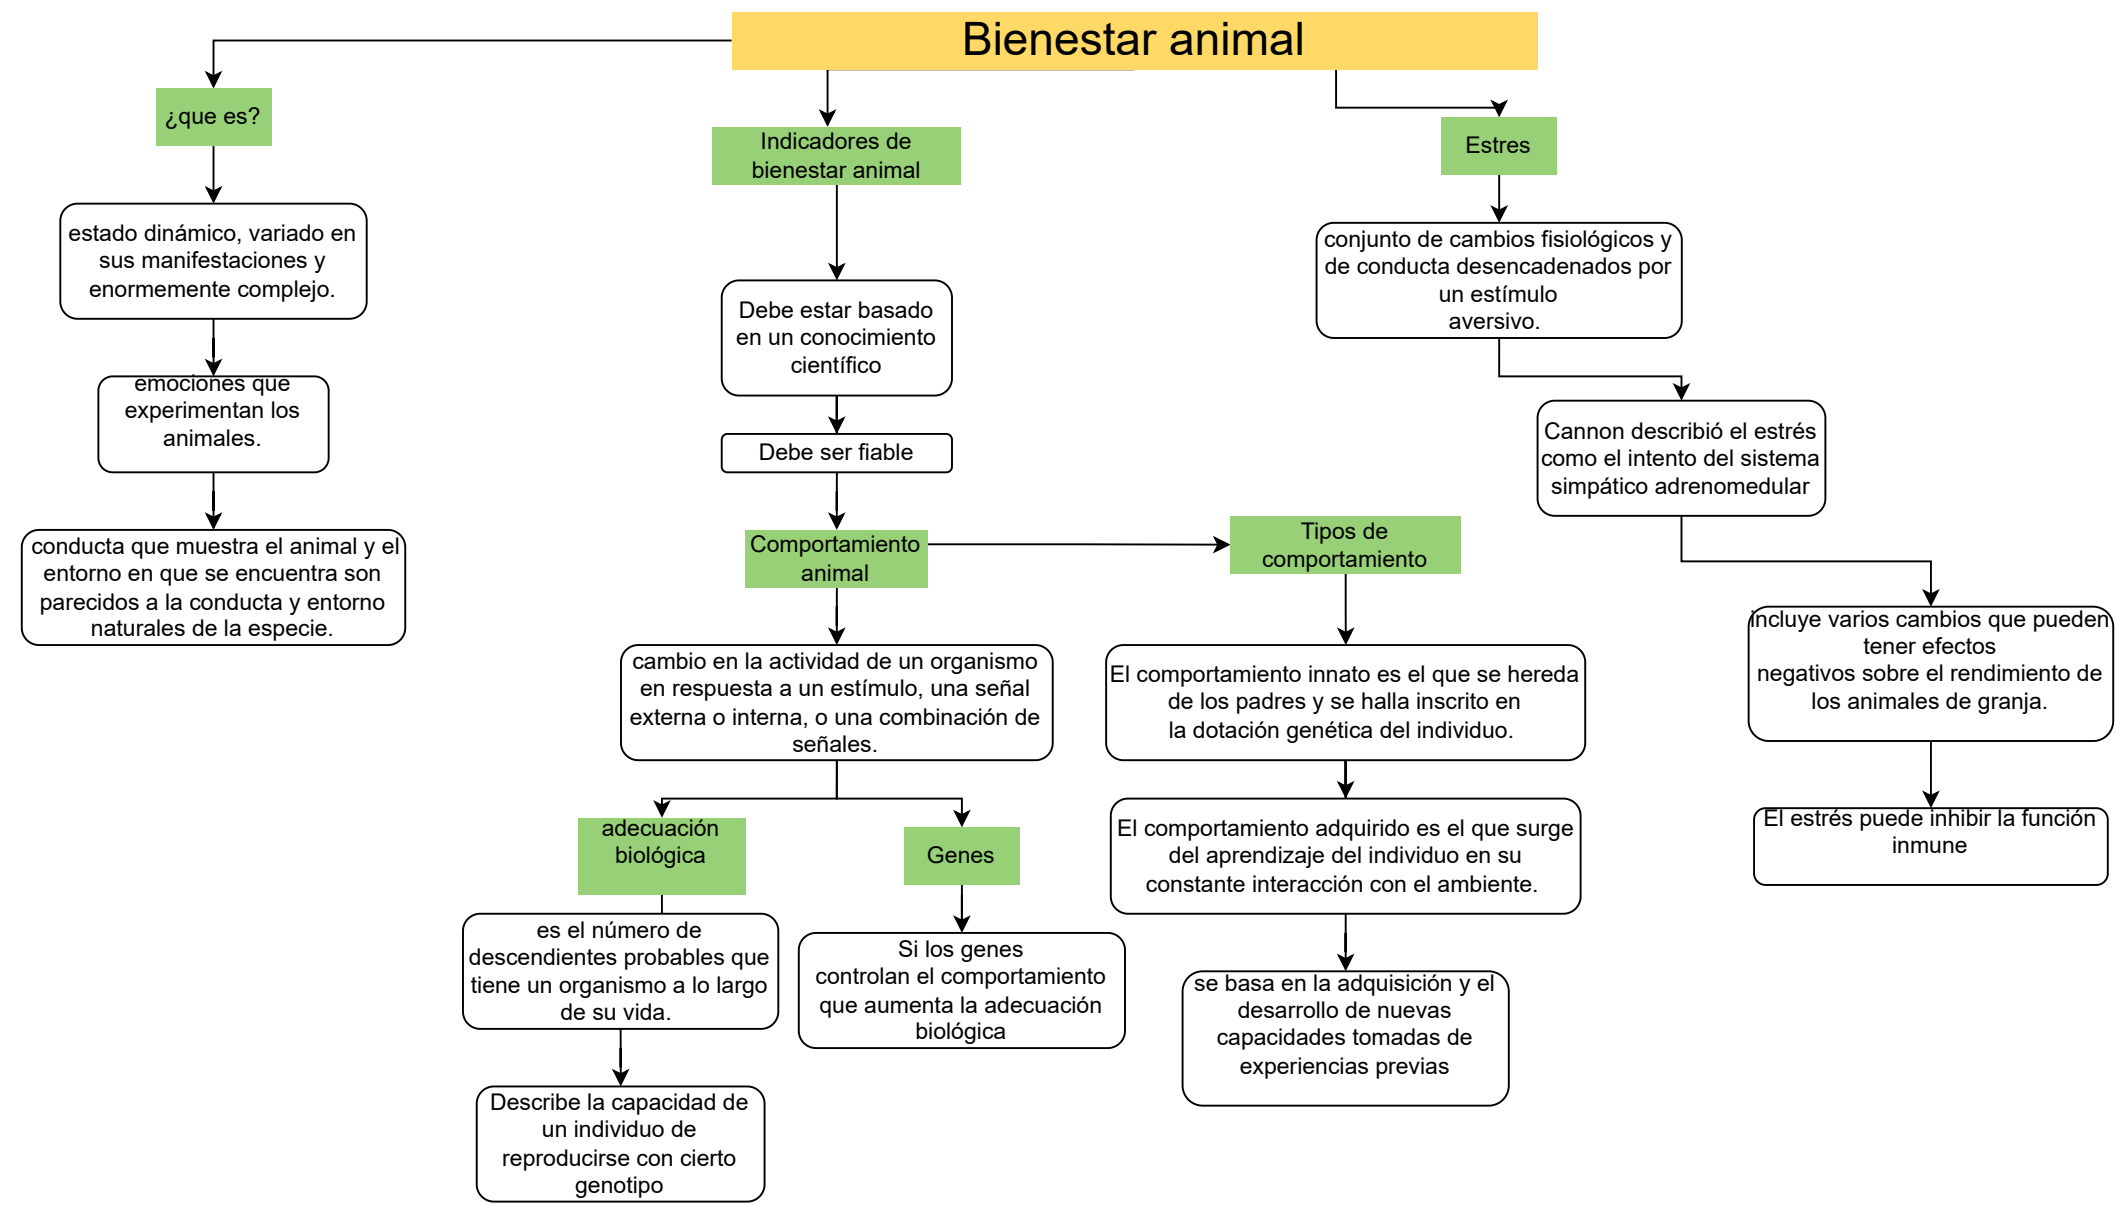 Bienestar animal
¿que es?
estado dinámico, variado en
sus manifestaciones y
enormemente complejo.
emociones que
experimentan los
animales.
conducta que muestra el animal y el
entorno en que se encuentra son
parecidos a la conducta y entorno
naturales de la especie.
Indicadores de
bienestar animal
Debe estar basado
en un conocimiento
científico
Debe ser fiable
Comportamiento
animal
cambio en la actividad de un organismo
en respuesta a un estímulo, una señal
externa o interna, o una combinación de
señales.
adecuación
biológica
es el número de
descendientes probables que
tiene un organismo a lo largo
de su vida.
Describe la capacidad de
un individuo de
reproducirse con cierto
genotipo
Genes
Si los genes
controlan el comportamiento
que aumenta la adecuación
biológica
Tipos de
comportamiento
El comportamiento innato es el que se hereda
de los padres y se halla inscrito en
la dotación genética del individuo.
El comportamiento adquirido es el que surge
del aprendizaje del individuo en su
constante interacción con el ambiente.
se basa en la adquisición y el
desarrollo de nuevas
capacidades tomadas de
experiencias previas
Estres
conjunto de cambios fisiológicos y
de conducta desencadenados por
un estímulo
aversivo.
Cannon describió el estrés
como el intento del sistema
simpático adrenomedular
incluye varios cambios que pueden
tener efectos
negativos sobre el rendimiento de
los animales de granja.
El estrés puede inhibir la función
inmune